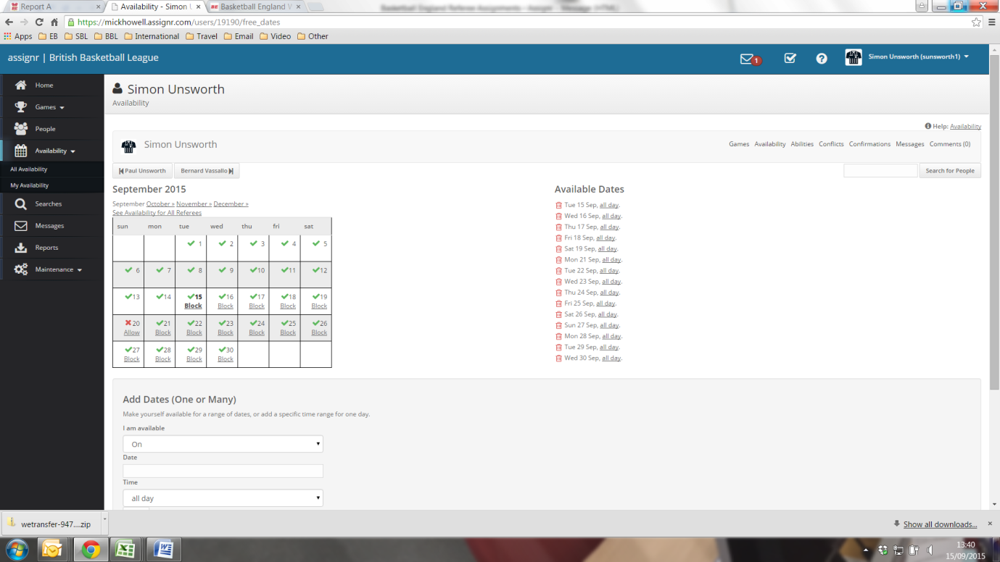 Report A
Availability - Simon U
Basketball England W
https://mickhowell.assignr.com/users/19190/free_dates
Apps EB SBL BBL International Travel Email Video Other
assignr | British Basketball League
1
Simon Unsworth (sunsworth1)
Home
Games
People
Availability
All Availability
My Availability
Searches
Messages
Reports
Maintenance
Simon Unsworth
Availability
Help: Availability
Simon Unsworth
Games Availability Abilities Conflicts Confirmations Messages Comments (0)
Paul Unsworth Bernard Vassallo
Search for People
September 2015
September October » November » December »
See Availability for All Referees
sun mon tue wed thu fri sat
1 2 3 4 5
6 7 8 9 10 11 12
13 14 15 16 17 18 19
Block Block Block Block Block
20 21 22 23 24 25 26
Allow Block Block Block Block Block Block
27 28 29 30
Block Block Block Block
Available Dates
Tue 15 Sep, all day.
Wed 16 Sep, all day.
Thu 17 Sep, all day.
Fri 18 Sep, all day.
Sat 19 Sep, all day.
Mon 21 Sep, all day.
Tue 22 Sep, all day.
Wed 23 Sep, all day.
Thu 24 Sep, all day.
Fri 25 Sep, all day.
Sat 26 Sep, all day.
Sun 27 Sep, all day.
Mon 28 Sep, all day.
Tue 29 Sep, all day.
Wed 30 Sep, all day.
Add Dates (One or Many)
Make yourself available for a range of dates, or add a specific time range for one day.
I am available
On
Date
Time
all day
wetransfer-947....zip
Show all downloads...
13:40
15/09/2015